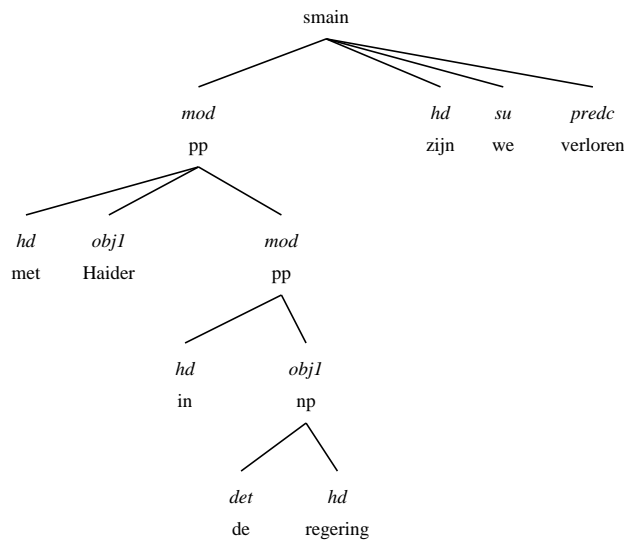 smain
mod hd su predc
pp zijn we verloren
hd obj1 mod
met Haider pp
hd obj1
in np
det hd
de regering